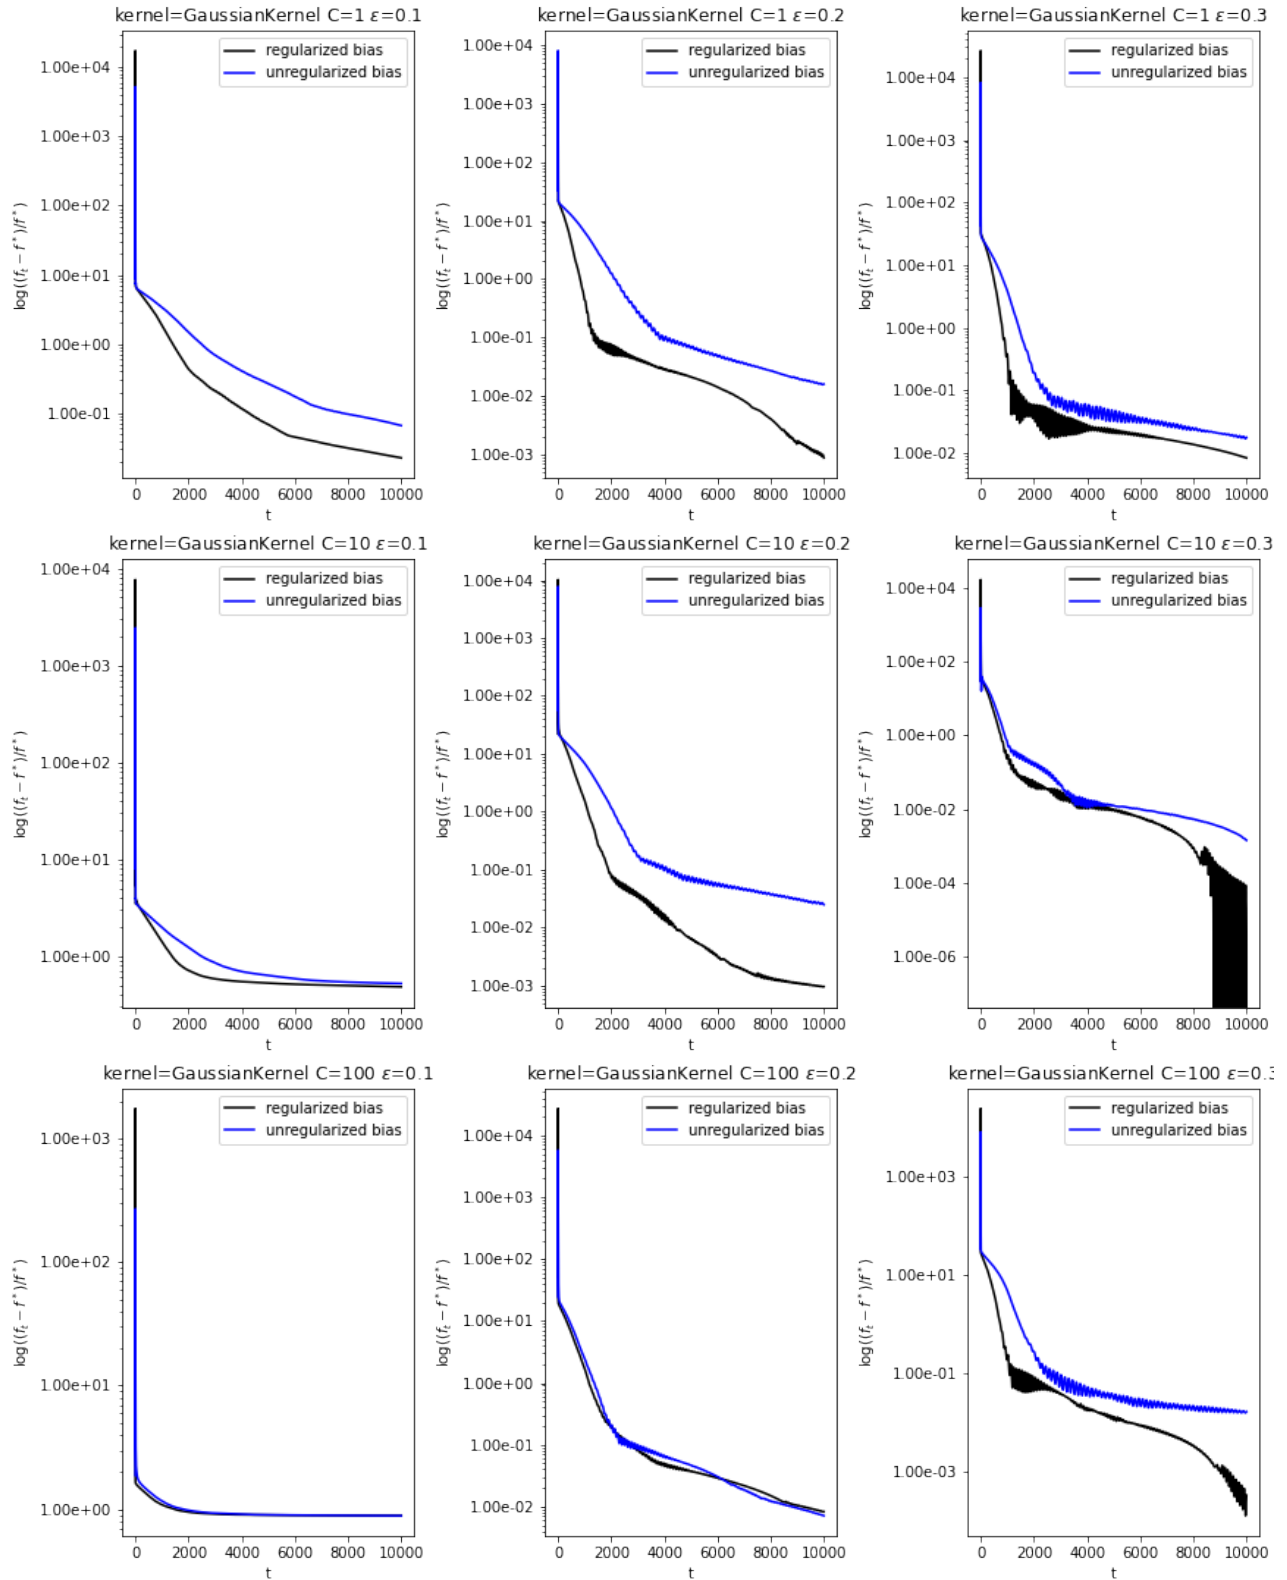 kernel=GaussianKernel C=1 ε=0.1
regularized bias
unregularized bias
1.00e+04
1.00e+03
1.00e+02
1.00e+01
1.00e+00
1.00e-01
log((f_t − f*)/f*)
0 2000 4000 6000 8000 10000
t
kernel=GaussianKernel C=1 ε=0.2
regularized bias
unregularized bias
1.00e+04
1.00e+03
1.00e+02
1.00e+01
1.00e+00
1.00e-01
1.00e-02
1.00e-03
log((f_t − f*)/f*)
0 2000 4000 6000 8000 10000
t
kernel=GaussianKernel C=1 ε=0.3
regularized bias
unregularized bias
1.00e+04
1.00e+03
1.00e+02
1.00e+01
1.00e+00
1.00e-01
1.00e-02
log((f_t − f*)/f*)
0 2000 4000 6000 8000 10000
t
kernel=GaussianKernel C=10 ε=0.1
regularized bias
unregularized bias
1.00e+04
1.00e+03
1.00e+02
1.00e+01
1.00e+00
log((f_t − f*)/f*)
0 2000 4000 6000 8000 10000
t
kernel=GaussianKernel C=10 ε=0.2
regularized bias
unregularized bias
1.00e+04
1.00e+03
1.00e+02
1.00e+01
1.00e+00
1.00e-01
1.00e-02
1.00e-03
log((f_t − f*)/f*)
0 2000 4000 6000 8000 10000
t
kernel=GaussianKernel C=10 ε=0.3
regularized bias
unregularized bias
1.00e+04
1.00e+02
1.00e+00
1.00e-02
1.00e-04
1.00e-06
log((f_t − f*)/f*)
0 2000 4000 6000 8000 10000
t
kernel=GaussianKernel C=100 ε=0.1
regularized bias
unregularized bias
1.00e+03
1.00e+02
1.00e+01
1.00e+00
log((f_t − f*)/f*)
0 2000 4000 6000 8000 10000
t
kernel=GaussianKernel C=100 ε=0.2
regularized bias
unregularized bias
1.00e+04
1.00e+03
1.00e+02
1.00e+01
1.00e+00
1.00e-01
1.00e-02
log((f_t − f*)/f*)
0 2000 4000 6000 8000 10000
t
kernel=GaussianKernel C=100 ε=0.3
regularized bias
unregularized bias
1.00e+03
1.00e+01
1.00e-01
1.00e-03
log((f_t − f*)/f*)
0 2000 4000 6000 8000 10000
t